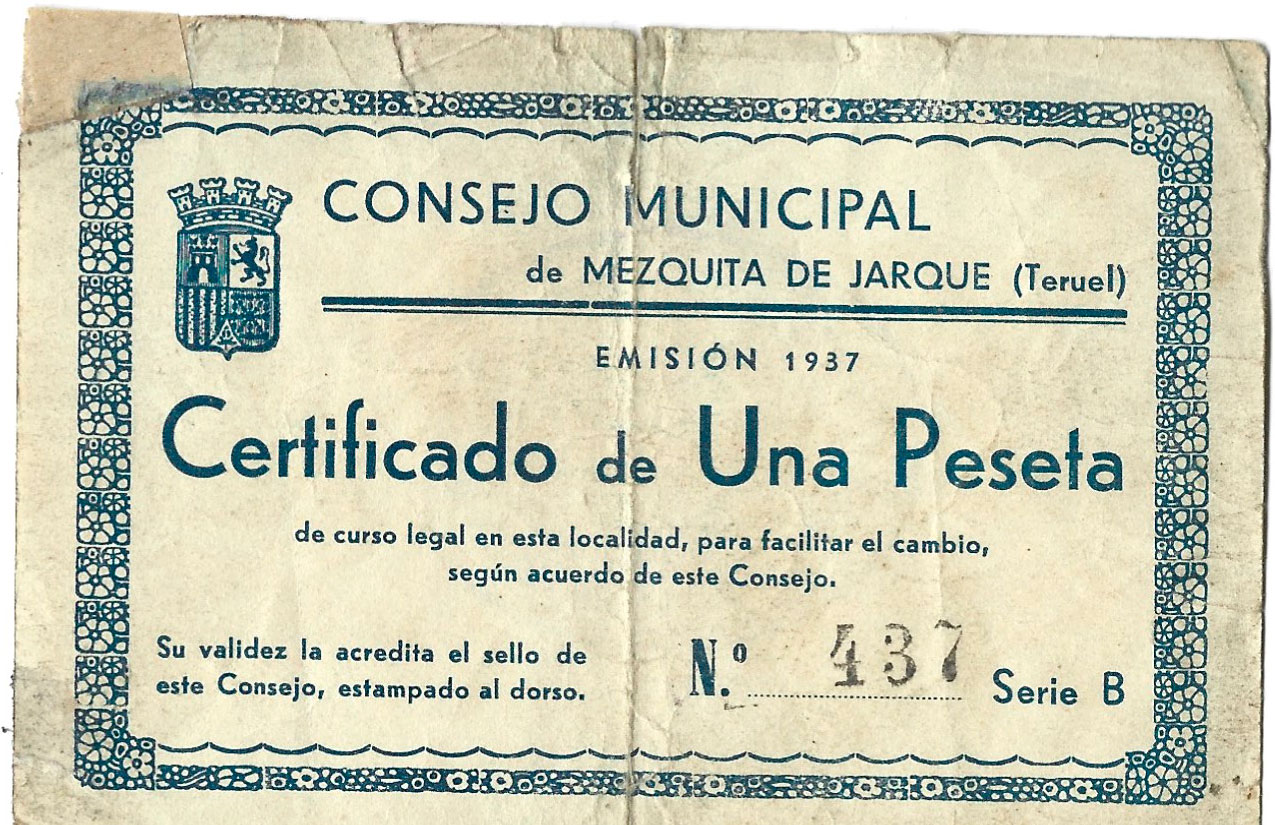 CONSEJO MUNICIPAL
de MEZQUITA DE JARQUE (Teruel)
EMISIÓN 1937
Certificado de Una Peseta
de curso legal en esta localidad, para facilitar el cambio,
según acuerdo de este Consejo.
Su validez la acredita el sello de
este Consejo, estampado al dorso.
N.º 437 Serie B